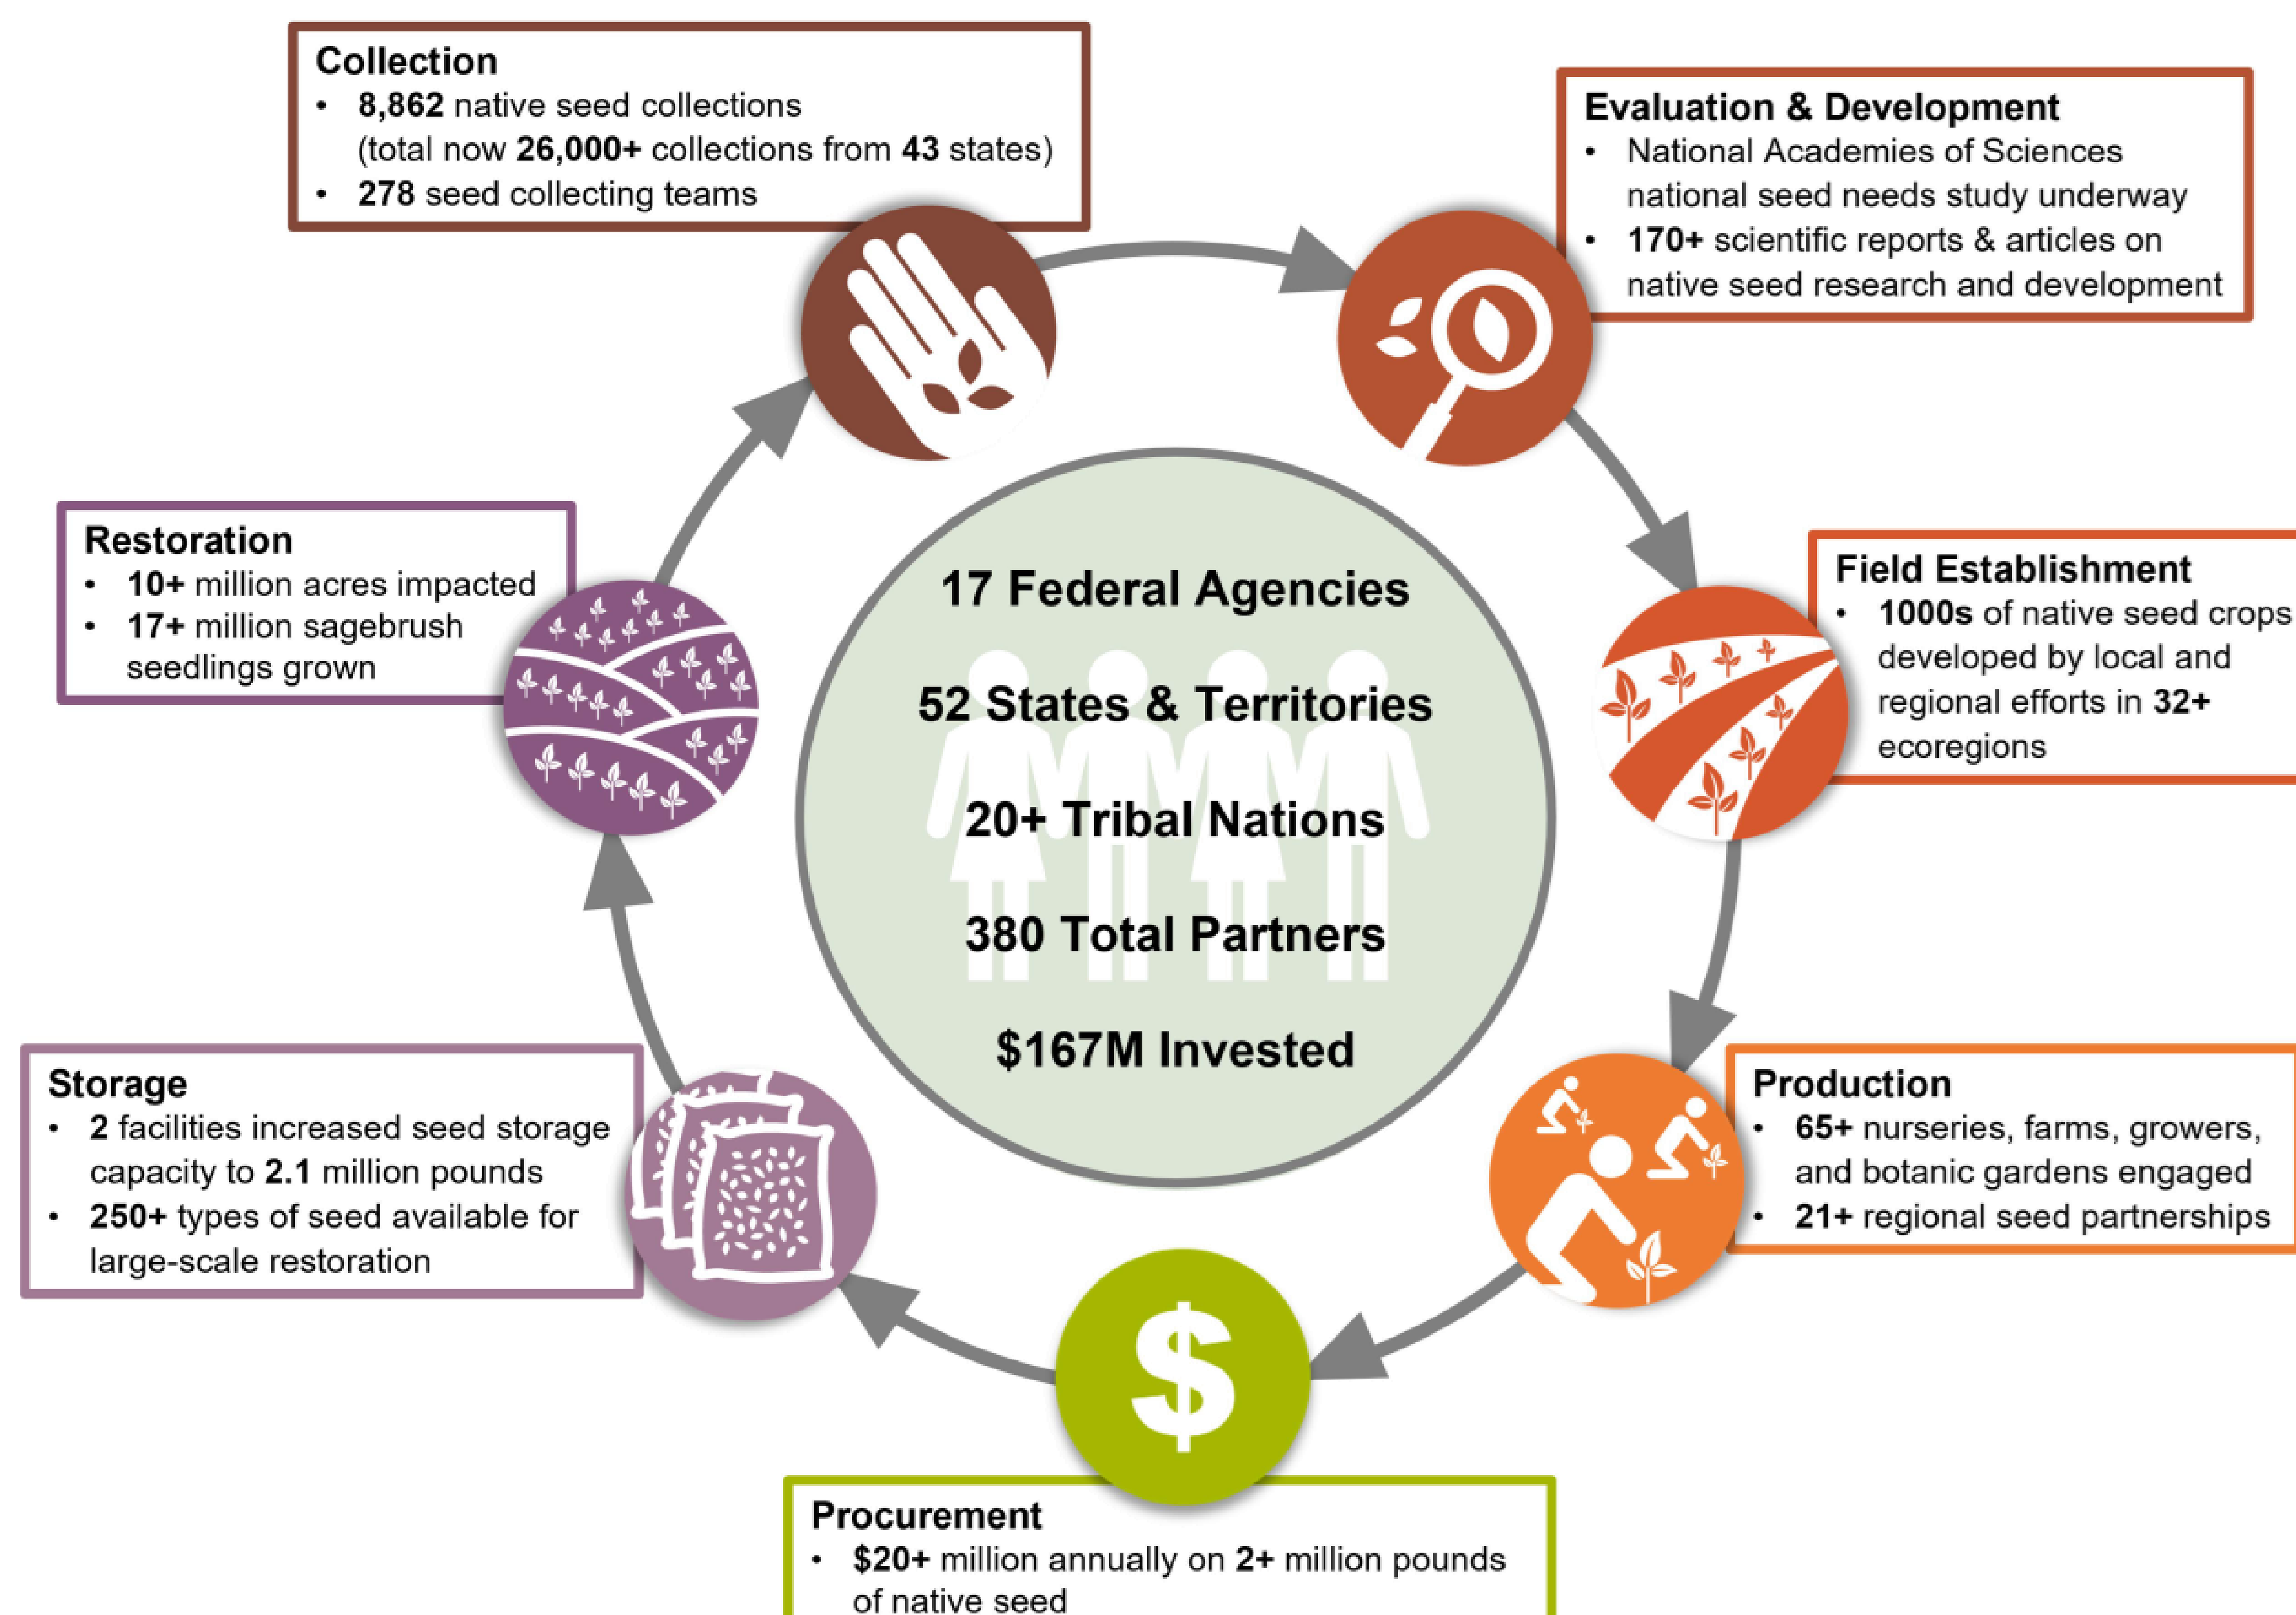 Collection
• 8,862 native seed collections
(total now 26,000+ collections from 43 states)
• 278 seed collecting teams
Evaluation & Development
• National Academies of Sciences
national seed needs study underway
• 170+ scientific reports & articles on
native seed research and development
Field Establishment
• 1000s of native seed crops
developed by local and
regional efforts in 32+
ecoregions
Production
• 65+ nurseries, farms, growers,
and botanic gardens engaged
• 21+ regional seed partnerships
$
Procurement
• $20+ million annually on 2+ million pounds
of native seed
Storage
• 2 facilities increased seed storage
capacity to 2.1 million pounds
• 250+ types of seed available for
large-scale restoration
Restoration
• 10+ million acres impacted
• 17+ million sagebrush
seedlings grown
17 Federal Agencies
52 States & Territories
20+ Tribal Nations
380 Total Partners
$167M Invested